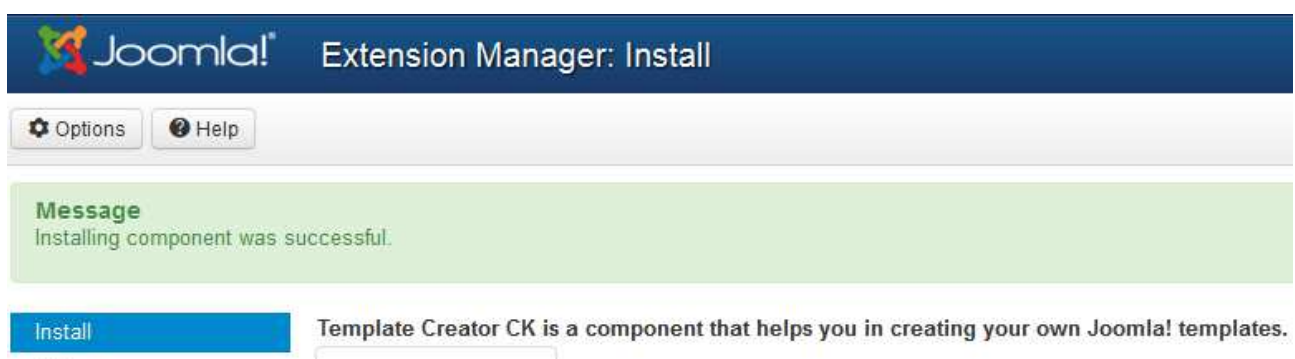 Joomla!® Extension Manager: Install
Options Help
Message
Installing component was successful.
Install Template Creator CK is a component that helps you in creating your own Joomla! templates.